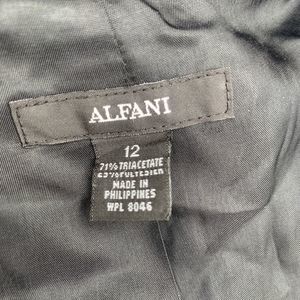 ALFANI
12
71% TRIACETATE
MADE IN
PHILIPPINES
WPL 8046